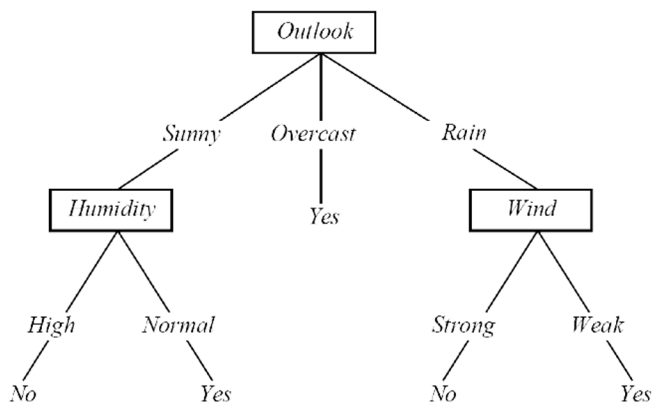 Outlook
Sunny Overcast Rain
Humidity Yes Wind
High Normal Strong Weak
No Yes No Yes